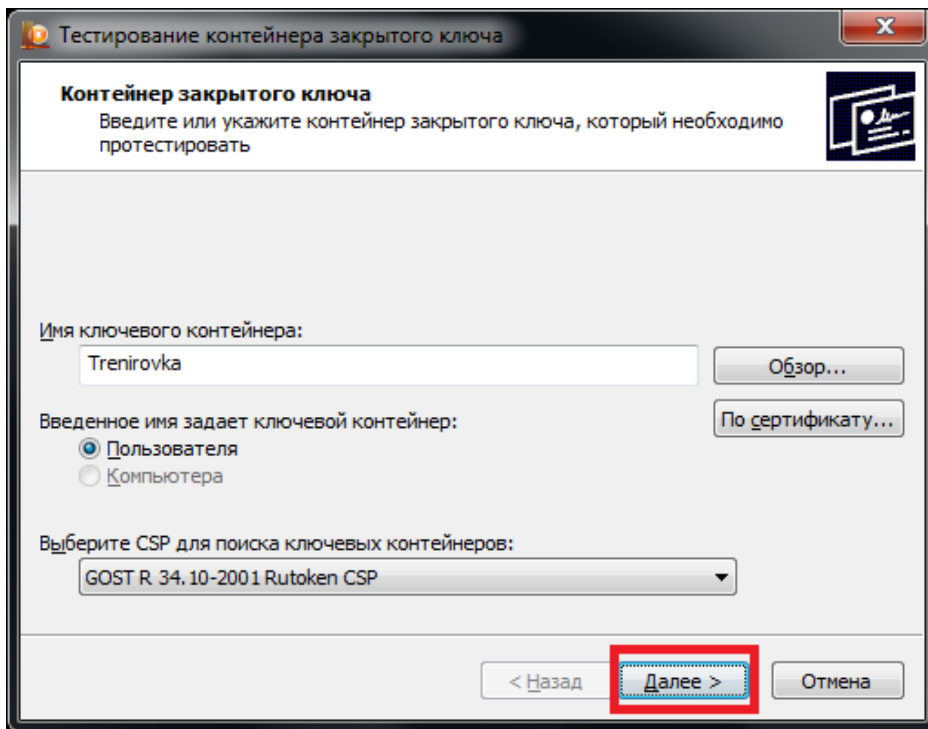 Тестирование контейнера закрытого ключа
Контейнер закрытого ключа
Введите или укажите контейнер закрытого ключа, который необходимо
протестировать
Имя ключевого контейнера:
Trenirovka
Обзор...
По сертификату...
Введенное имя задает ключевой контейнер:
Пользователя
Компьютера
Выберите CSP для поиска ключевых контейнеров:
GOST R 34.10-2001 Rutoken CSP
< Назад
Далее >
Отмена